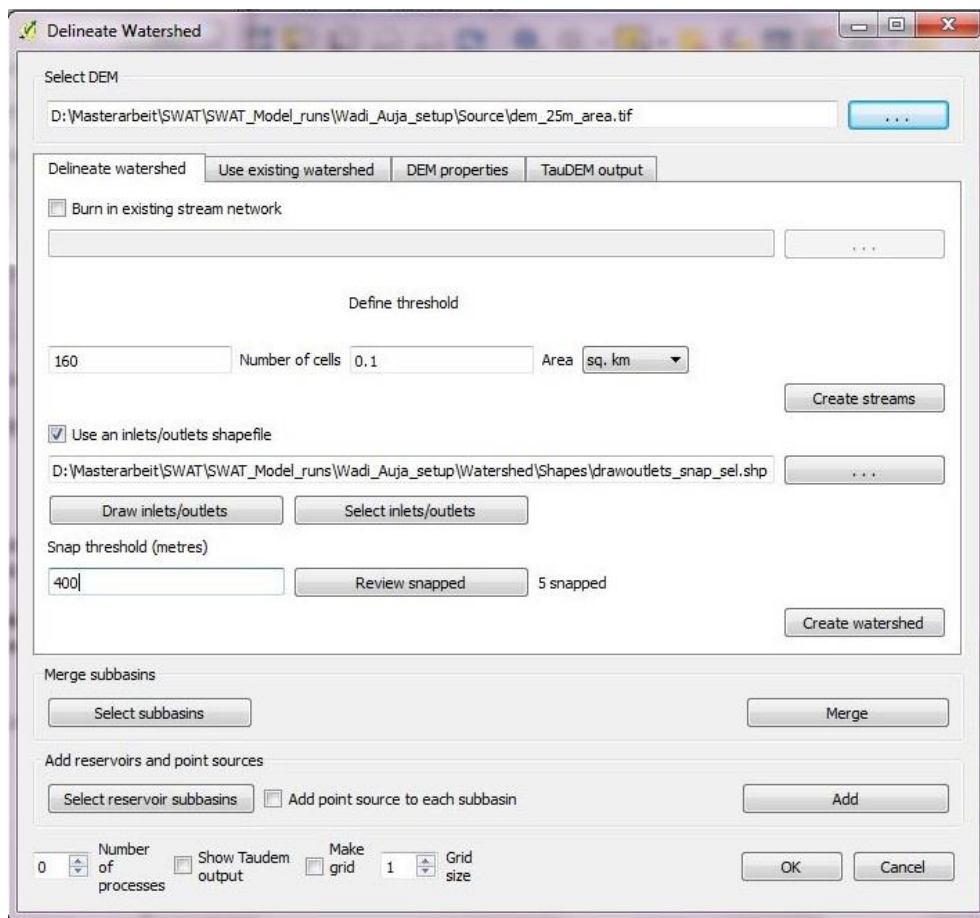 Delineate Watershed
Select DEM
D:\Masterarbeit\SWAT\SWAT_Model_runs\Wadi_Auja_setup\Source\dem_25m_area.tif
...
Delineate watershed
Use existing watershed
DEM properties
TauDEM output
Burn in existing stream network
...
Define threshold
160
Number of cells
0.1
Area
sq. km
Create streams
Use an inlets/outlets shapefile
D:\Masterarbeit\SWAT\SWAT_Model_runs\Wadi_Auja_setup\Watershed\Shapes\drawoutlets_snap_sel.shp
...
Draw inlets/outlets
Select inlets/outlets
Snap threshold (metres)
400
Review snapped
5 snapped
Create watershed
Merge subbasins
Select subbasins
Merge
Add reservoirs and point sources
Select reservoir subbasins
Add point source to each subbasin
Add
0
Number
of
processes
Show Taudem
output
Make
grid
1
Grid
size
OK
Cancel